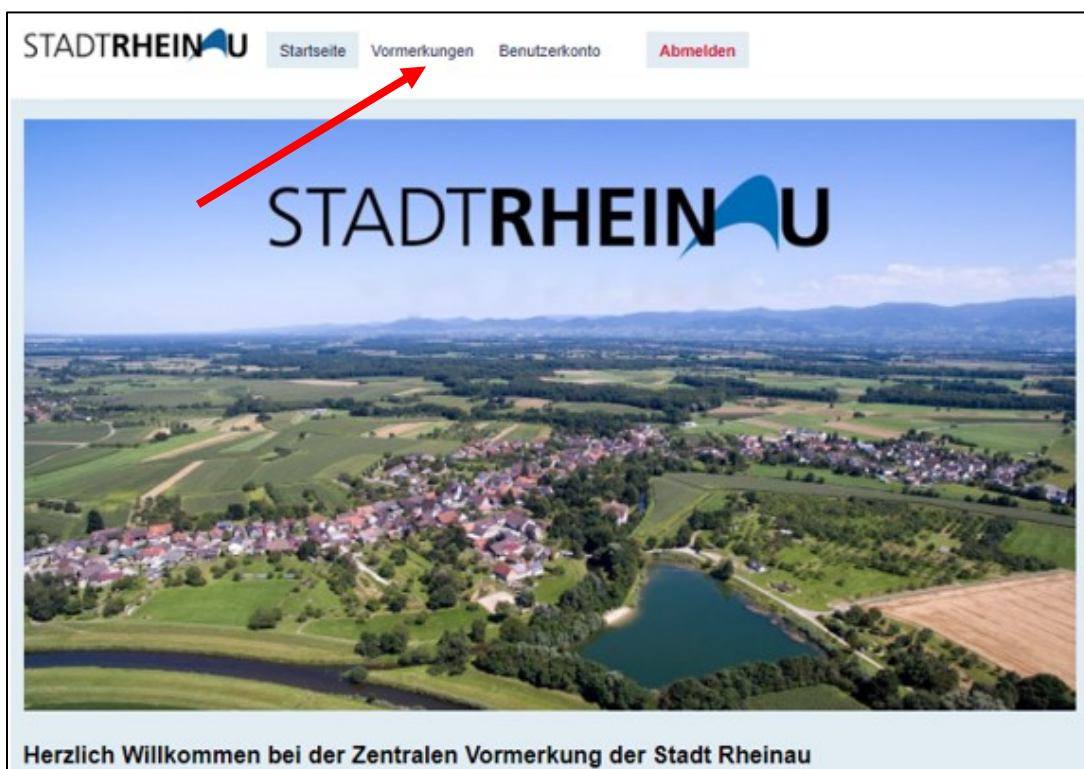 STADTRHEINAU Startseite Vormerkungen Benutzerkonto Abmelden
STADTRHEINAU
Herzlich Willkommen bei der Zentralen Vormerkung der Stadt Rheinau